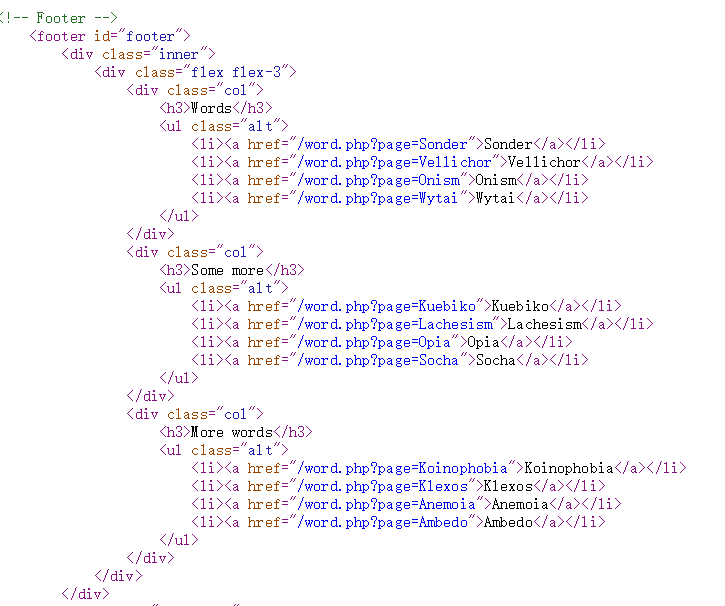 <!-- Footer -->
<footer id="footer">
<div class="inner">
<div class="flex flex-3">
<div class="col">
<h3>Words</h3>
<ul class="alt">
<li><a href="/word.php?page=Sonder">Sonder</a></li>
<li><a href="/word.php?page=Vellichor">Vellichor</a></li>
<li><a href="/word.php?page=Onism">Onism</a></li>
<li><a href="/word.php?page=Wytai">Wytai</a></li>
</ul>
</div>
<div class="col">
<h3>Some more</h3>
<ul class="alt">
<li><a href="/word.php?page=Kuebiko">Kuebiko</a></li>
<li><a href="/word.php?page=Lachesism">Lachesism</a></li>
<li><a href="/word.php?page=Opia">Opia</a></li>
<li><a href="/word.php?page=Socha">Socha</a></li>
</ul>
</div>
<div class="col">
<h3>More words</h3>
<ul class="alt">
<li><a href="/word.php?page=Koinophobia">Koinophobia</a></li>
<li><a href="/word.php?page=Klexos">Klexos</a></li>
<li><a href="/word.php?page=Anemoia">Anemoia</a></li>
<li><a href="/word.php?page=Ambedo">Ambedo</a></li>
</ul>
</div>
</div>
</div>